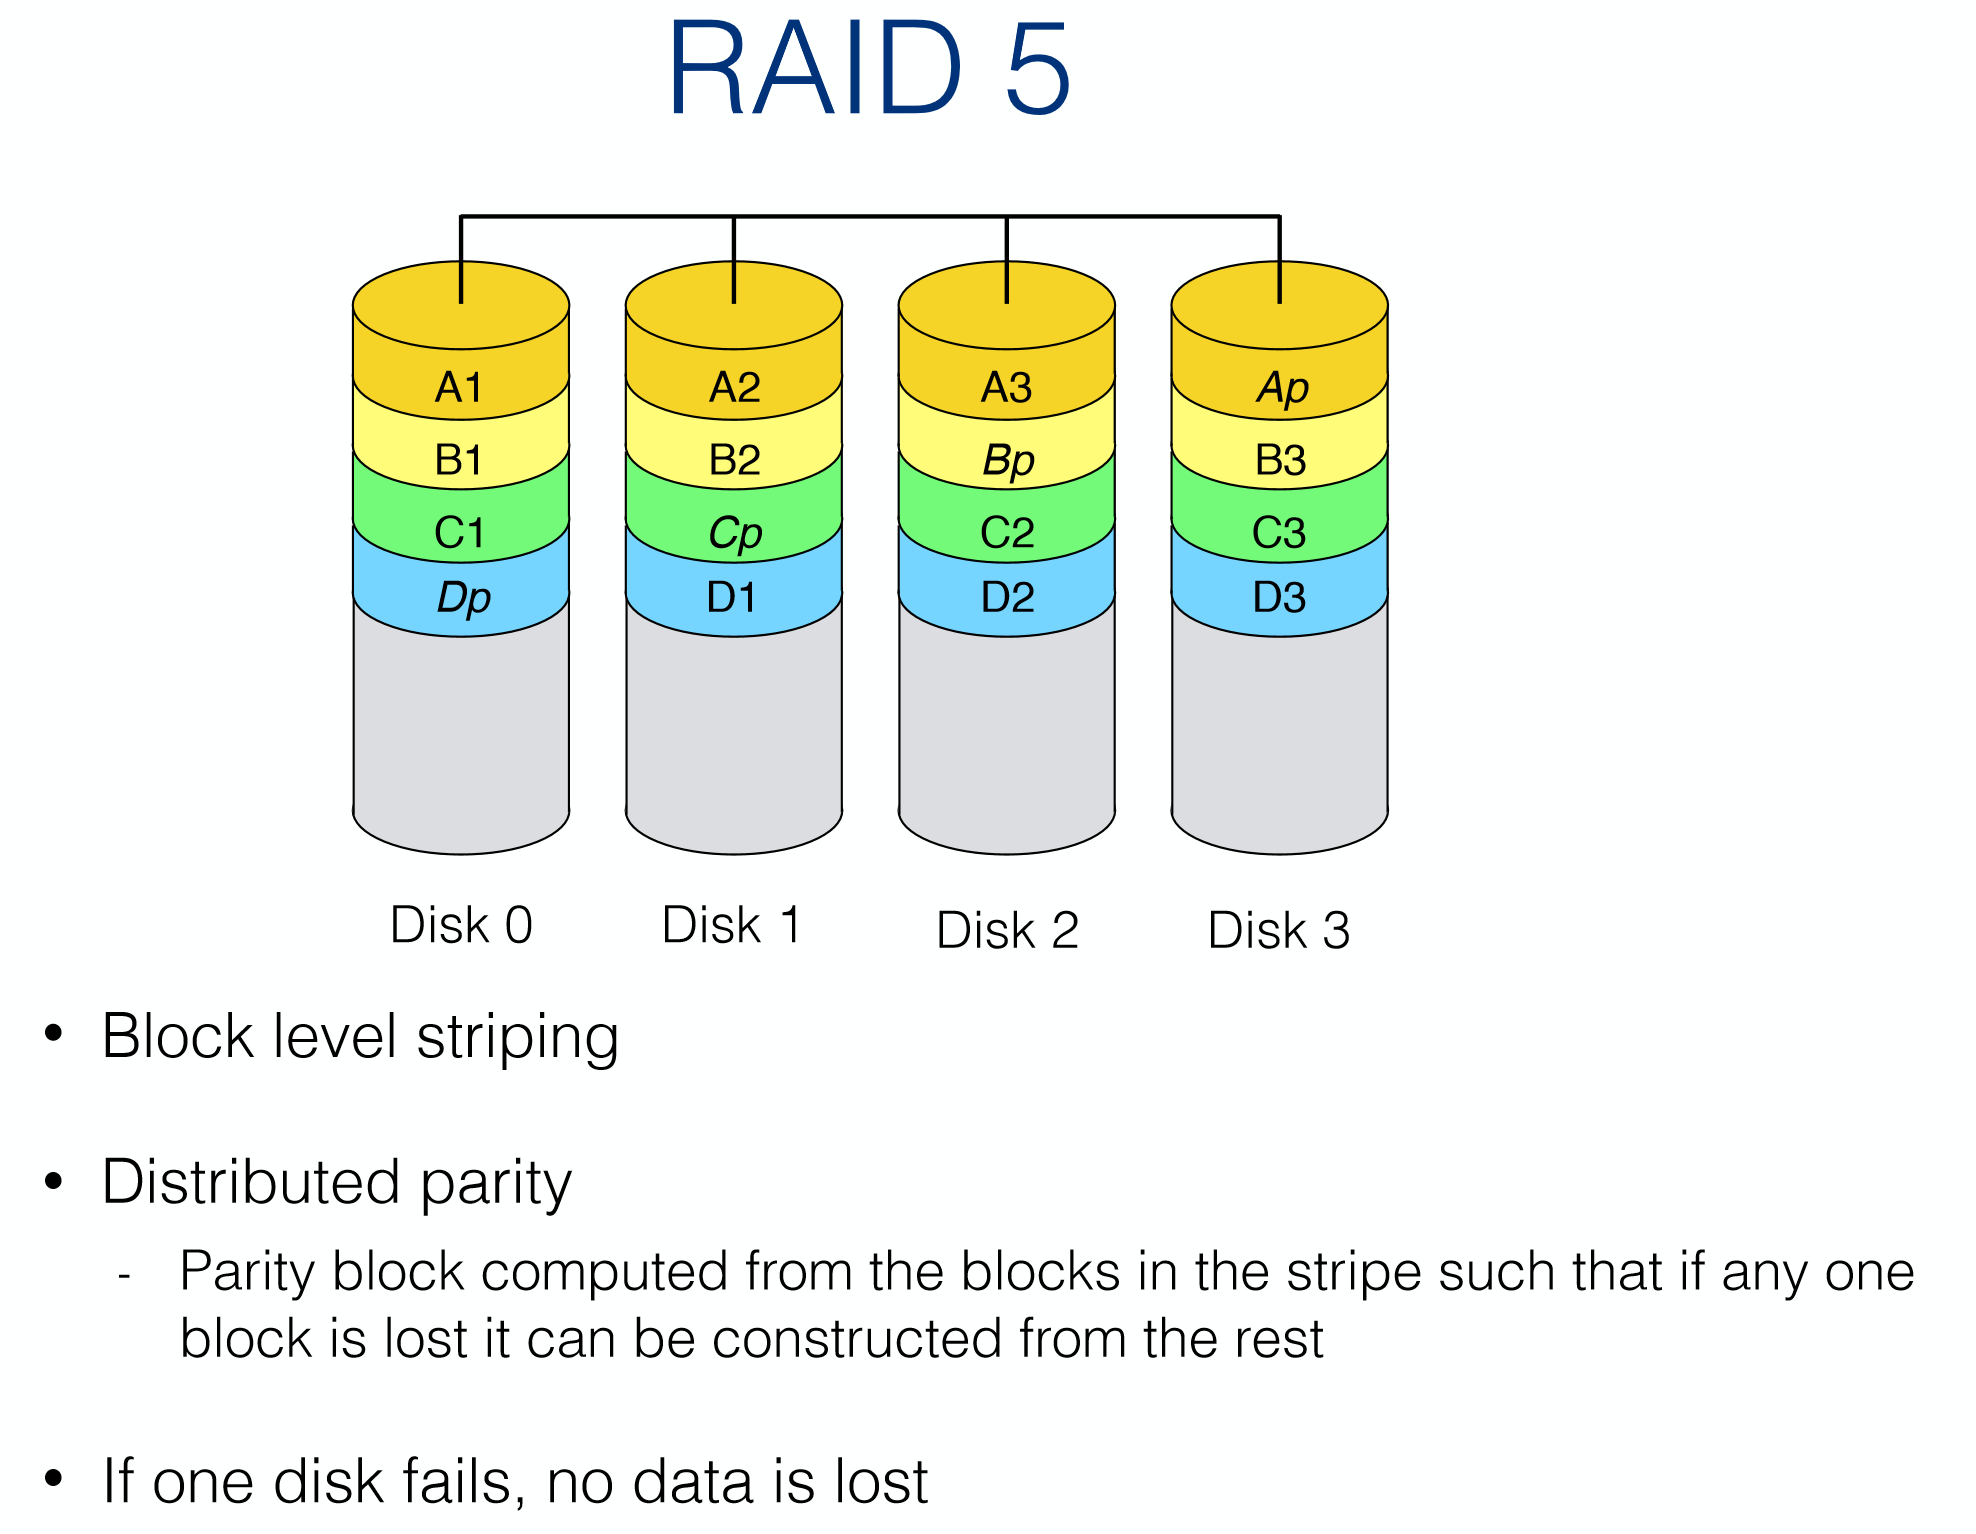 RAID 5
A1 A2 A3 Ap
B1 B2 Bp B3
C1 Cp C2 C3
Dp D1 D2 D3
Disk 0 Disk 1 Disk 2 Disk 3
• Block level striping
• Distributed parity
- Parity block computed from the blocks in the stripe such that if any one
block is lost it can be constructed from the rest
• If one disk fails, no data is lost